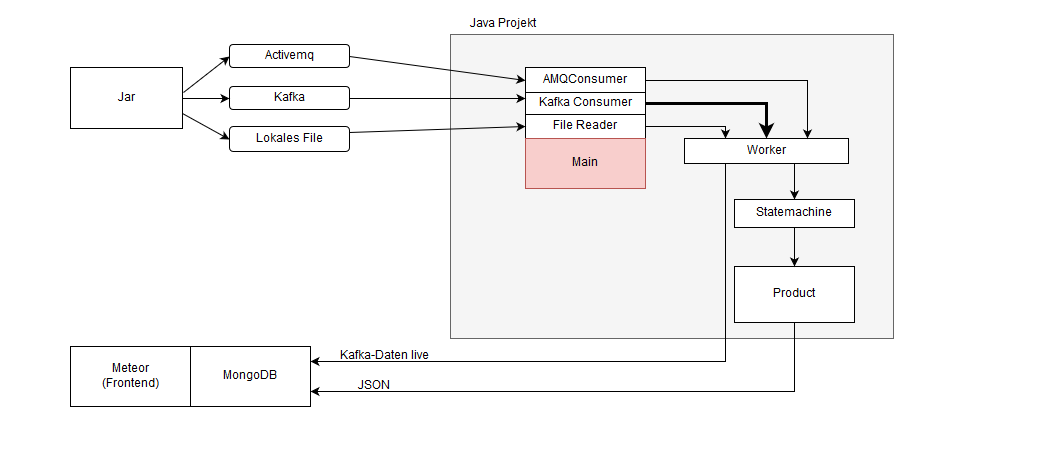 Java Projekt
Activemq
Jar
Kafka
Lokales File
AMQConsumer
Kafka Consumer
File Reader
Main
Worker
Statemachine
Product
Kafka-Daten live
JSON
Meteor
(Frontend)
MongoDB